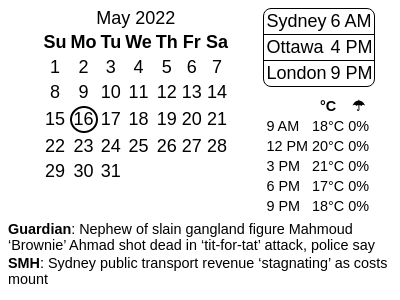 May 2022
Su Mo Tu We Th Fr Sa
1 2 3 4 5 6 7
8 9 10 11 12 13 14
15 16 17 18 19 20 21
22 23 24 25 26 27 28
29 30 31
Sydney 6 AM
Ottawa 4 PM
London 9 PM
°C ☂
9 AM 18°C 0%
12 PM 20°C 0%
3 PM 21°C 0%
6 PM 17°C 0%
9 PM 18°C 0%
Guardian: Nephew of slain gangland figure Mahmoud
‘Brownie’ Ahmad shot dead in ‘tit-for-tat’ attack, police say
SMH: Sydney public transport revenue ‘stagnating’ as costs
mount